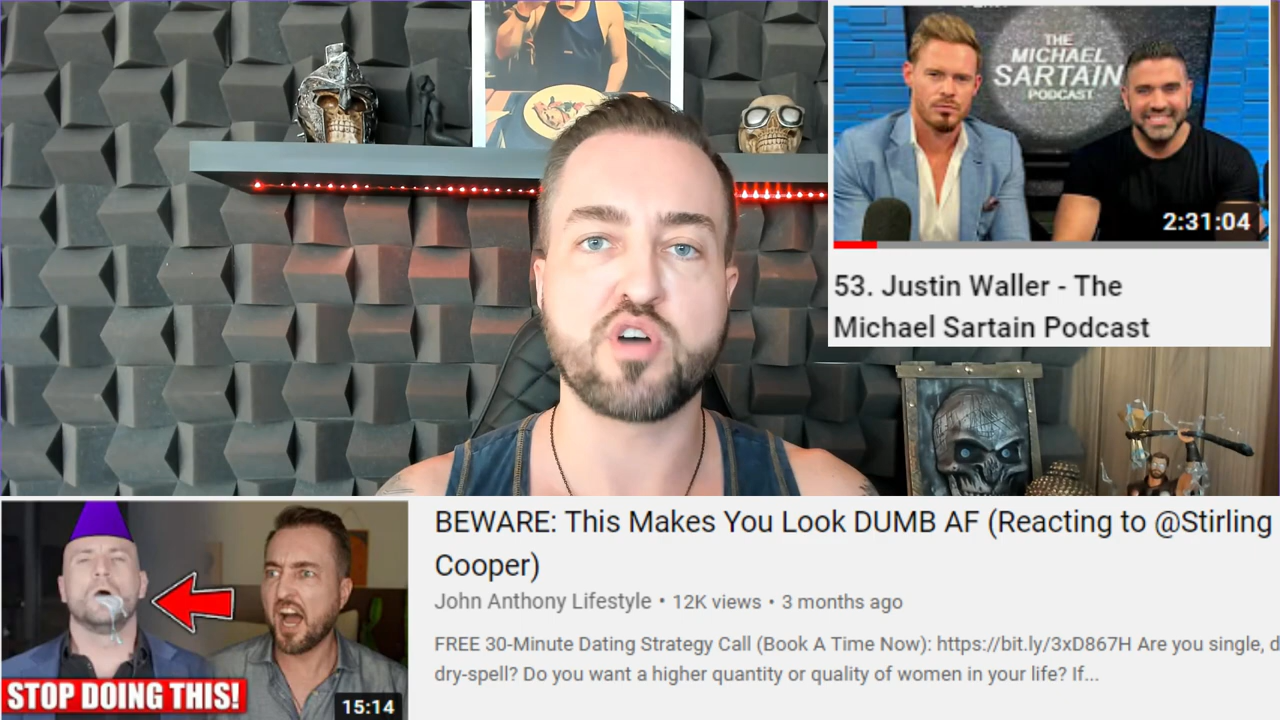 THE
MICHAEL
SARTAIN
PODCAST
2:31:04
53. Justin Waller - The
Michael Sartain Podcast
BEWARE: This Makes You Look DUMB AF (Reacting to @Stirling
Cooper)
John Anthony Lifestyle • 12K views • 3 months ago
FREE 30-Minute Dating Strategy Call (Book A Time Now): https://bit.ly/3xD867H Are you single, d
dry-spell? Do you want a higher quantity or quality of women in your life? If...
STOP DOING THIS!
15:14